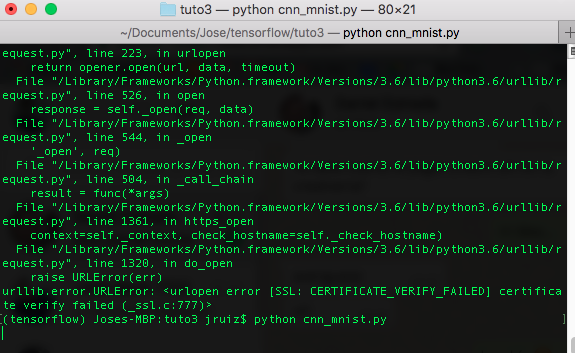 tuto3 — python cnn_mnist.py — 80×21
~/Documents/Jose/tensorflow/tuto3 — python cnn_mnist.py
+
equest.py", line 223, in urlopen
return opener.open(url, data, timeout)
File "/Library/Frameworks/Python.framework/Versions/3.6/lib/python3.6/urllib/r
equest.py", line 526, in open
response = self._open(req, data)
File "/Library/Frameworks/Python.framework/Versions/3.6/lib/python3.6/urllib/r
equest.py", line 544, in _open
'_open', req)
File "/Library/Frameworks/Python.framework/Versions/3.6/lib/python3.6/urllib/r
equest.py", line 504, in _call_chain
result = func(*args)
File "/Library/Frameworks/Python.framework/Versions/3.6/lib/python3.6/urllib/r
equest.py", line 1361, in https_open
context=self._context, check_hostname=self._check_hostname)
File "/Library/Frameworks/Python.framework/Versions/3.6/lib/python3.6/urllib/r
equest.py", line 1320, in do_open
raise URLError(err)
urllib.error.URLError: <urlopen error [SSL: CERTIFICATE_VERIFY_FAILED] certifica
te verify failed (_ssl.c:777)>
(tensorflow) Joses-MBP:tuto3 jruiz$ python cnn_mnist.py